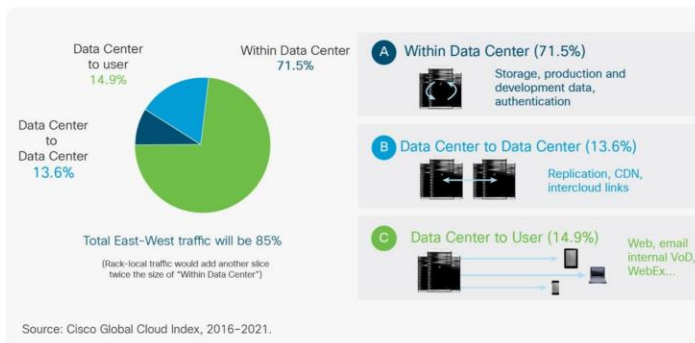 Data Center
to user
14.9%
Within Data Center
71.5%
Data Center
to
Data Center
13.6%
Total East-West traffic will be 85%
(Rack-local traffic would add another slice
twice the size of "Within Data Center")
A Within Data Center (71.5%)
Storage, production and
development data,
authentication
B Data Center to Data Center (13.6%)
Replication, CDN,
intercloud links
C Data Center to User (14.9%)
Web, email
internal VoD,
WebEx...
Source: Cisco Global Cloud Index, 2016–2021.